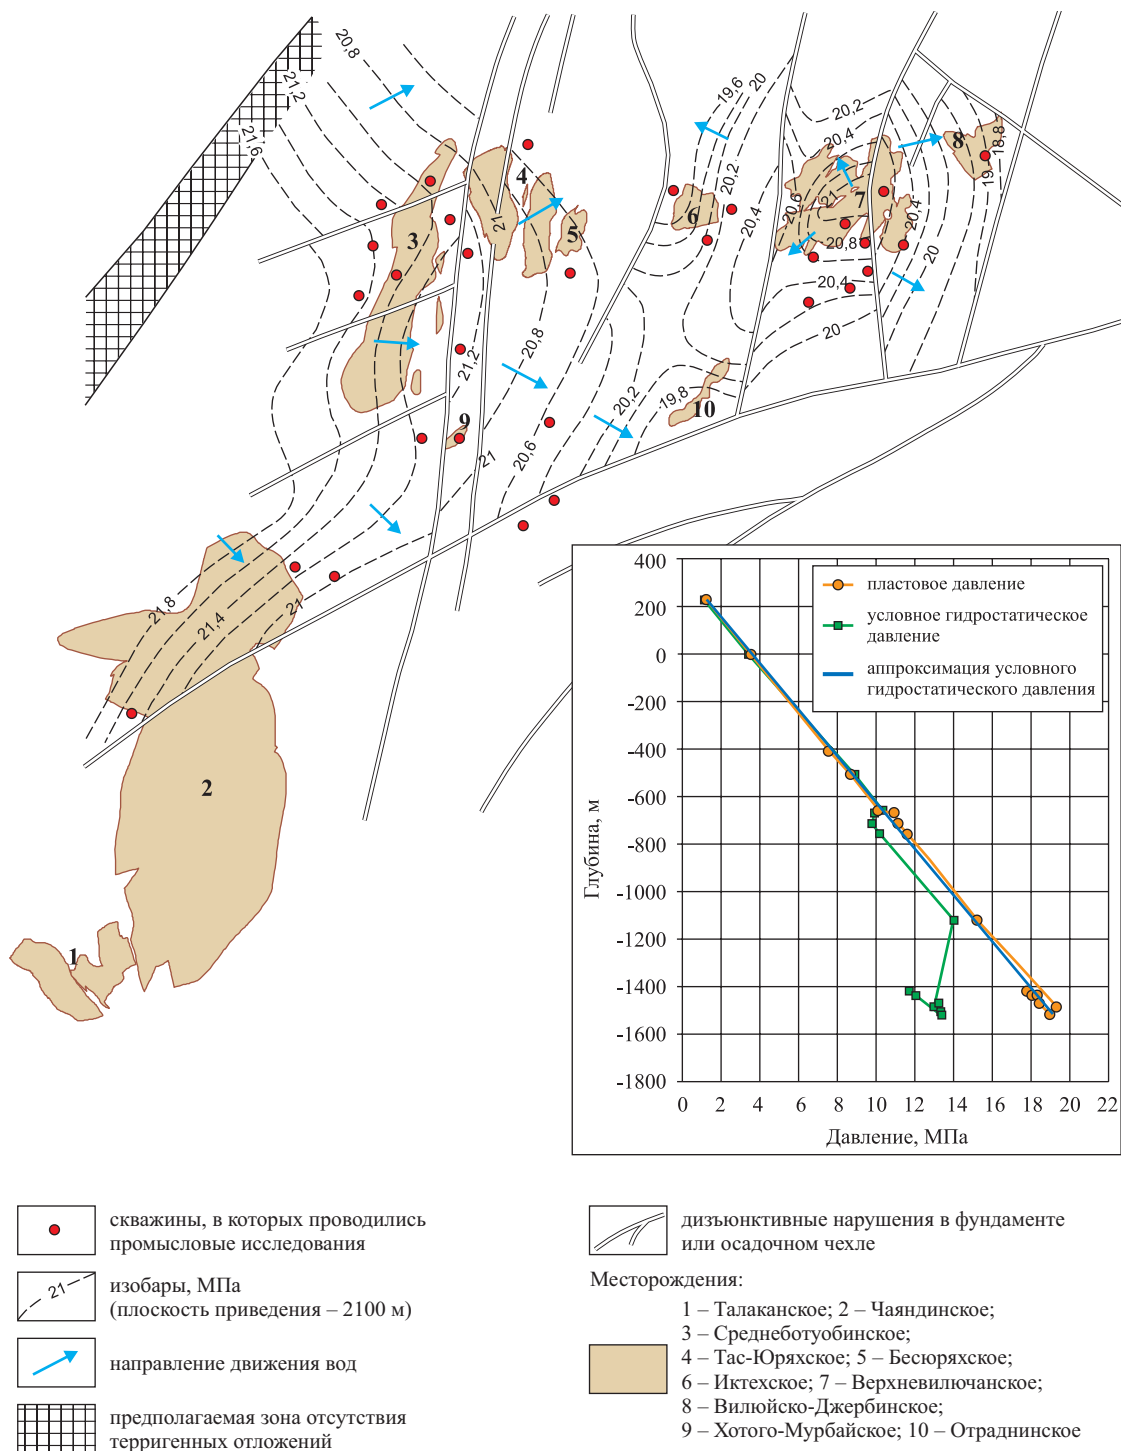 20,8
21,2
21,6
19,6
20
20,2
20,4
18,8
19
8
4
20,2
20,6
21
7
20,4
6
3
21
5
20,4
20,8
20
20,4
20
20,8
21,2
20,2
19,8
10
9
21
20,6
21,8
21,4
21
2
1
400
200
0
-200
-400
-600
-800
-1000
-1200
-1400
-1600
-1800
Глубина, м
0 2 4 6 8 10 12 14 16 18 20 22
Давление, МПа
пластовое давление
условное гидростатическое
давление
аппроксимация условного
гидростатического давления
скважины, в которых проводились
промысловые исследования
21
изобары, МПа
(плоскость приведения – 2100 м)
направление движения вод
предполагаемая зона отсутствия
терригенных отложений
дизъюнктивные нарушения в фундаменте
или осадочном чехле
Месторождения:
1 – Талаканское; 2 – Чаяндинское;
3 – Среднеботуобинское;
4 – Тас-Юряхское; 5 – Бесюряхское;
6 – Иктехское; 7 – Верхневилючанское;
8 – Вилюйско-Джербинское;
9 – Хотого-Мурбайское; 10 – Отраднинское